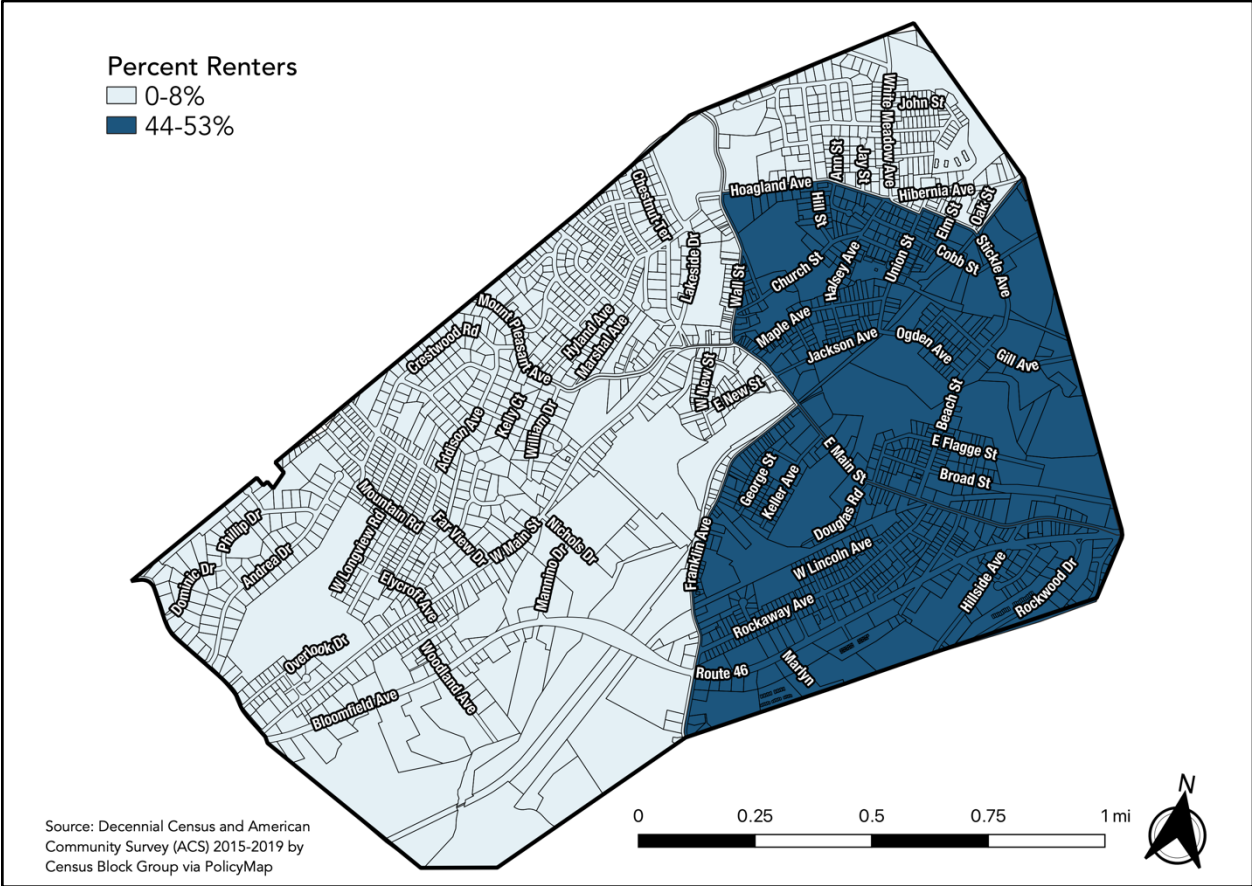 Percent Renters
0-8%
44-53%
White Meadow Ave
John St
Ann St
Jay St
Hoagland Ave
Hibernia Ave
Chestnut Ter
Hill St
Elm St
Oak St
Lakeside Dr
Wall St
Church St
Halsey Ave
Union St
Cobb St
Stickle Ave
Mount Pleasant Ave
Crestwood Rd
Hyland Ave
Marshal Ave
Maple Ave
Jackson Ave
Ogden Ave
Gill Ave
W New St
E New St
Beach St
Addison Ave
Kelly Ct
William Dr
E Main St
E Flagge St
George St
Keller Ave
Broad St
Mountain Rd
Far View Dr
W Main St
Nichols Dr
Mannino Dr
Douglas Rd
Phillip Dr
Andrea Dr
Dominic Dr
W Longview Rd
Elycroft Ave
Franklin Ave
W Lincoln Ave
Hillside Ave
Rockwood Dr
Rockaway Ave
Overlook Dr
Woodland Ave
Bloomfield Ave
Route 46
Marlyn
Source: Decennial Census and American
Community Survey (ACS) 2015-2019 by
Census Block Group via PolicyMap
0 0.25 0.5 0.75 1 mi
N